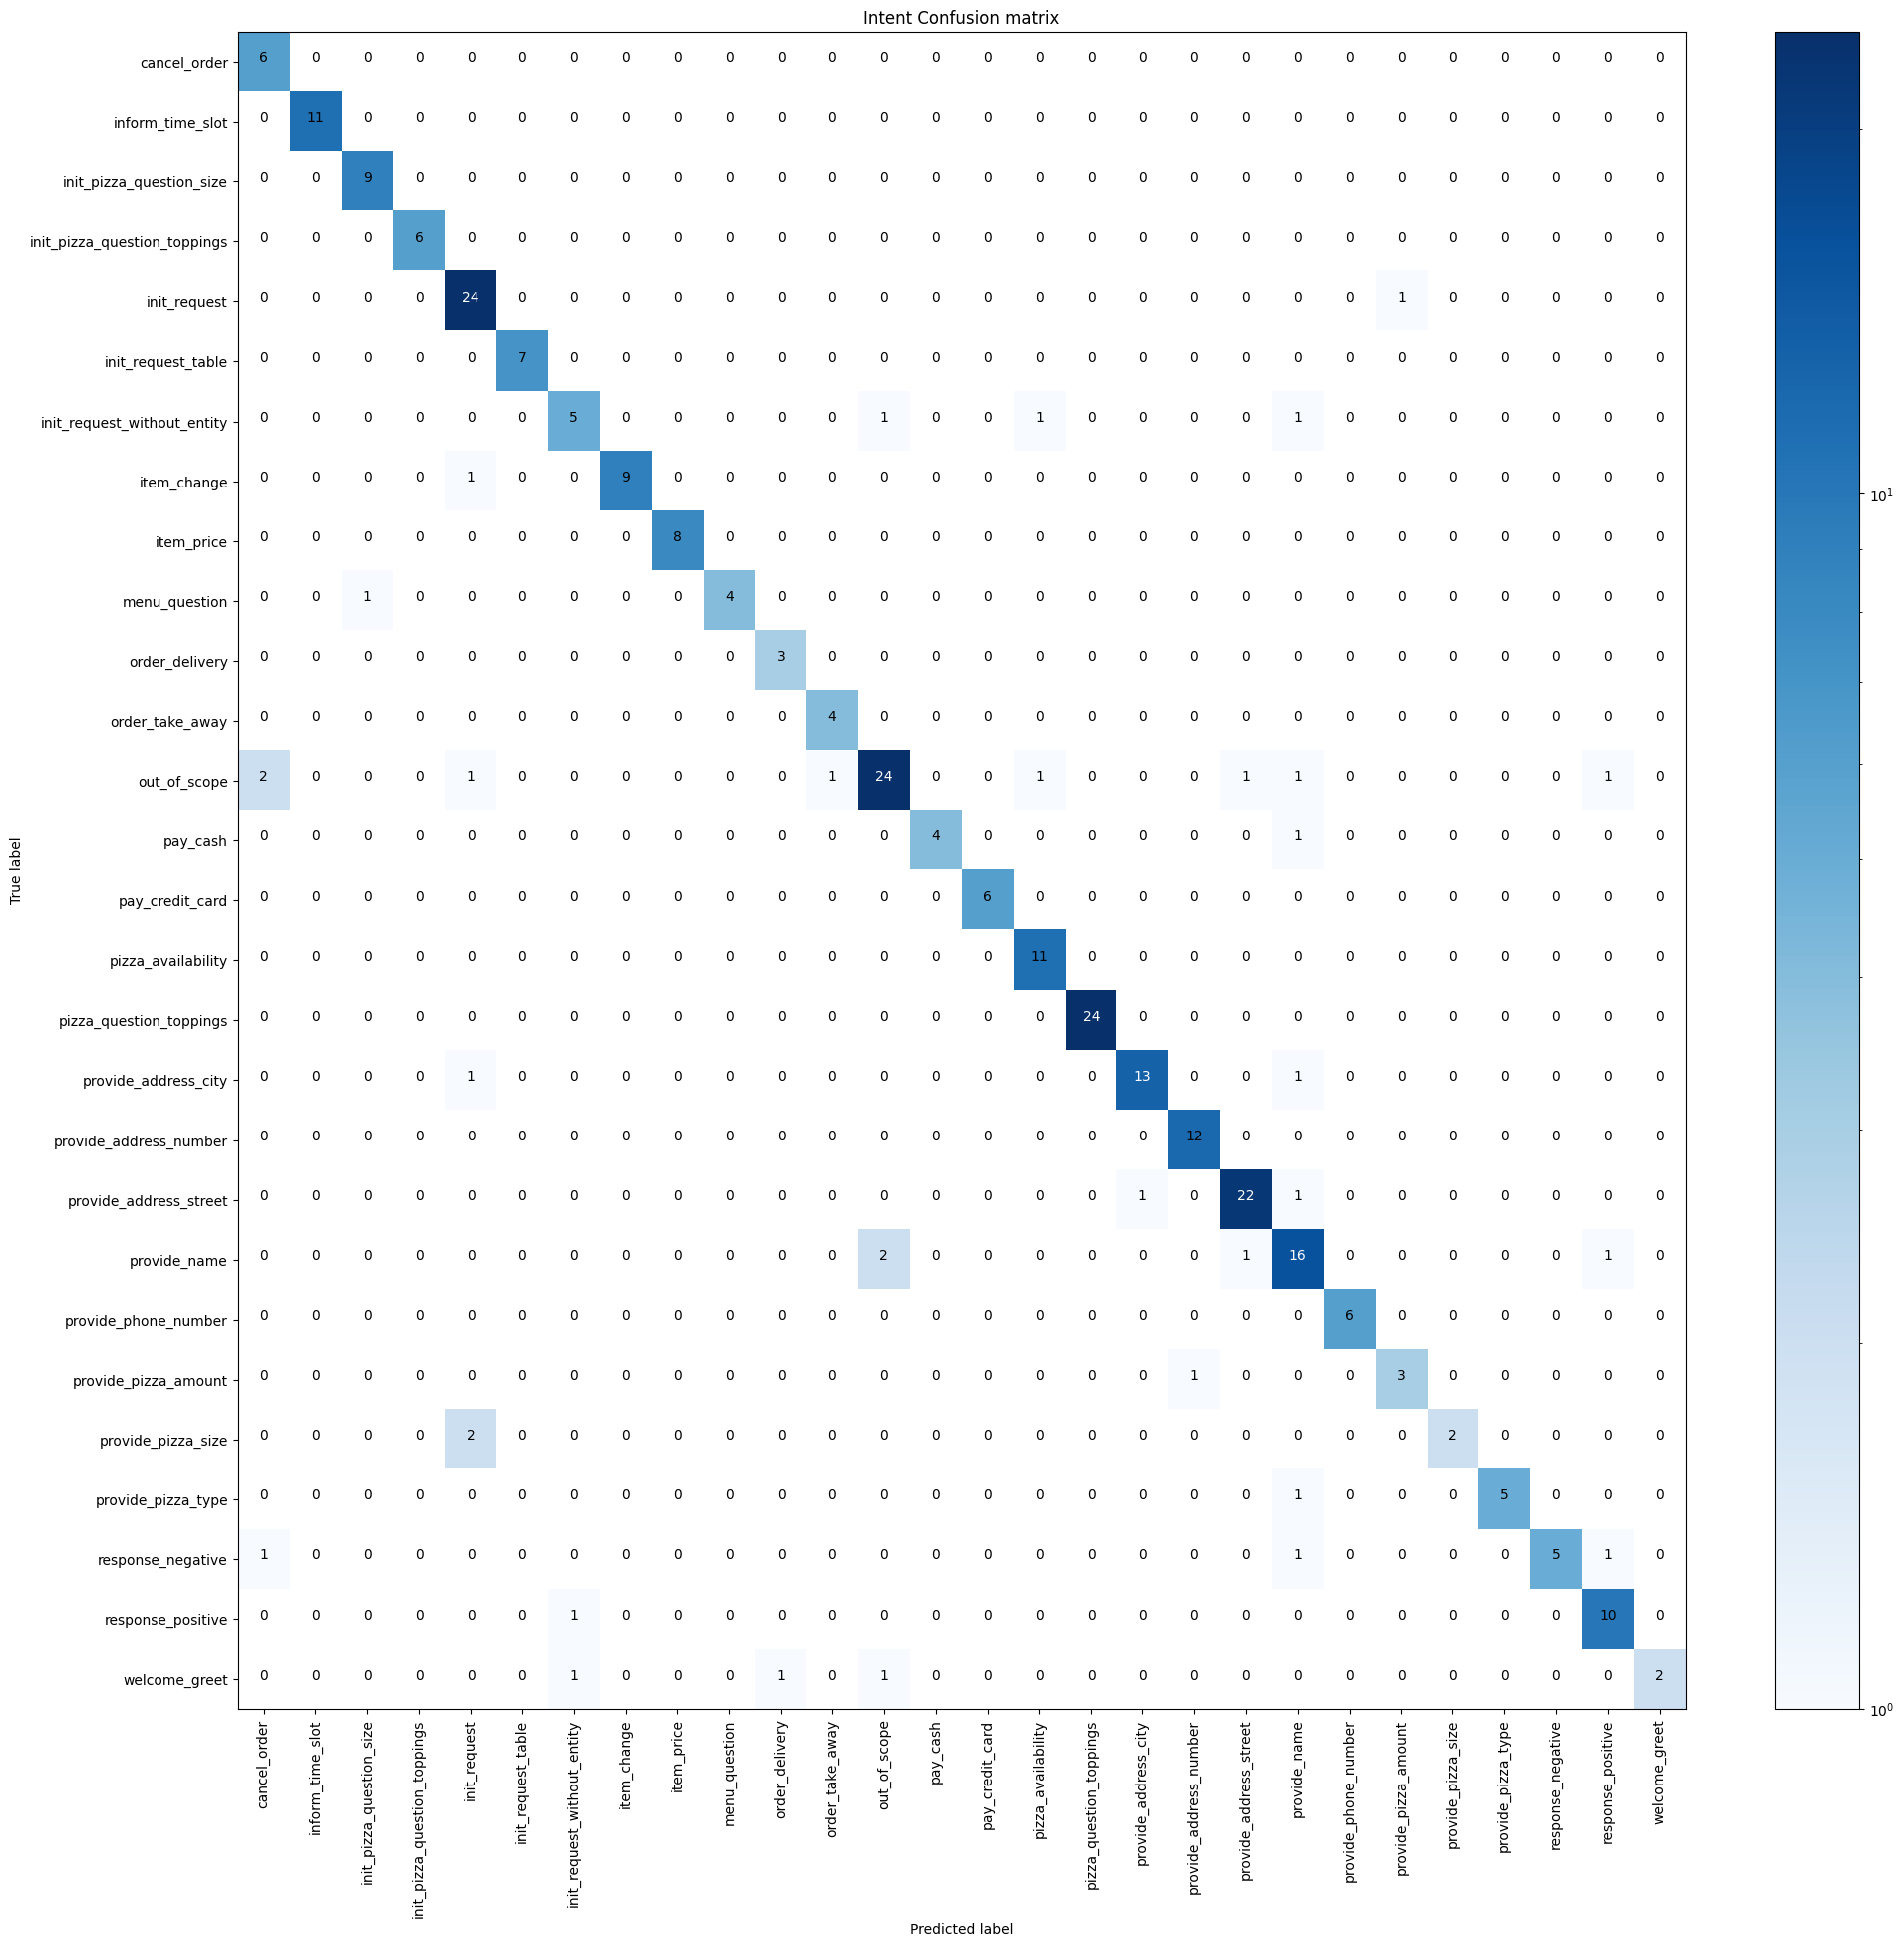 Intent Confusion matrix
cancel_order 6 0 0 0 0 0 0 0 0 0 0 0 0 0 0 0 0 0 0 0 0 0 0 0 0 0 0 0
inform_time_slot 0 11 0 0 0 0 0 0 0 0 0 0 0 0 0 0 0 0 0 0 0 0 0 0 0 0 0 0
init_pizza_question_size 0 0 9 0 0 0 0 0 0 0 0 0 0 0 0 0 0 0 0 0 0 0 0 0 0 0 0 0
init_pizza_question_toppings 0 0 0 6 0 0 0 0 0 0 0 0 0 0 0 0 0 0 0 0 0 0 0 0 0 0 0 0
init_request 0 0 0 0 24 0 0 0 0 0 0 0 0 0 0 0 0 0 0 0 0 0 1 0 0 0 0 0
init_request_table 0 0 0 0 0 7 0 0 0 0 0 0 0 0 0 0 0 0 0 0 0 0 0 0 0 0 0 0
init_request_without_entity 0 0 0 0 0 0 5 0 0 0 0 0 1 0 0 1 0 0 0 0 1 0 0 0 0 0 0 0
item_change 0 0 0 0 1 0 0 9 0 0 0 0 0 0 0 0 0 0 0 0 0 0 0 0 0 0 0 0
item_price 0 0 0 0 0 0 0 0 8 0 0 0 0 0 0 0 0 0 0 0 0 0 0 0 0 0 0 0
menu_question 0 0 1 0 0 0 0 0 0 4 0 0 0 0 0 0 0 0 0 0 0 0 0 0 0 0 0 0
order_delivery 0 0 0 0 0 0 0 0 0 0 3 0 0 0 0 0 0 0 0 0 0 0 0 0 0 0 0 0
order_take_away 0 0 0 0 0 0 0 0 0 0 0 4 0 0 0 0 0 0 0 0 0 0 0 0 0 0 0 0
out_of_scope 2 0 0 0 1 0 0 0 0 0 0 1 24 0 0 1 0 0 0 1 1 0 0 0 0 0 1 0
pay_cash 0 0 0 0 0 0 0 0 0 0 0 0 0 4 0 0 0 0 0 0 1 0 0 0 0 0 0 0
pay_credit_card 0 0 0 0 0 0 0 0 0 0 0 0 0 0 6 0 0 0 0 0 0 0 0 0 0 0 0 0
pizza_availability 0 0 0 0 0 0 0 0 0 0 0 0 0 0 0 11 0 0 0 0 0 0 0 0 0 0 0 0
pizza_question_toppings 0 0 0 0 0 0 0 0 0 0 0 0 0 0 0 0 24 0 0 0 0 0 0 0 0 0 0 0
provide_address_city 0 0 0 0 1 0 0 0 0 0 0 0 0 0 0 0 0 13 0 0 1 0 0 0 0 0 0 0
provide_address_number 0 0 0 0 0 0 0 0 0 0 0 0 0 0 0 0 0 0 12 0 0 0 0 0 0 0 0 0
provide_address_street 0 0 0 0 0 0 0 0 0 0 0 0 0 0 0 0 0 1 0 22 1 0 0 0 0 0 0 0
provide_name 0 0 0 0 0 0 0 0 0 0 0 0 2 0 0 0 0 0 0 1 16 0 0 0 0 0 1 0
provide_phone_number 0 0 0 0 0 0 0 0 0 0 0 0 0 0 0 0 0 0 0 0 0 6 0 0 0 0 0 0
provide_pizza_amount 0 0 0 0 0 0 0 0 0 0 0 0 0 0 0 0 0 0 1 0 0 0 3 0 0 0 0 0
provide_pizza_size 0 0 0 0 2 0 0 0 0 0 0 0 0 0 0 0 0 0 0 0 0 0 0 2 0 0 0 0
provide_pizza_type 0 0 0 0 0 0 0 0 0 0 0 0 0 0 0 0 0 0 0 0 1 0 0 0 5 0 0 0
response_negative 1 0 0 0 0 0 0 0 0 0 0 0 0 0 0 0 0 0 0 0 1 0 0 0 0 5 1 0
response_positive 0 0 0 0 0 0 1 0 0 0 0 0 0 0 0 0 0 0 0 0 0 0 0 0 0 0 10 0
welcome_greet 0 0 0 0 0 0 1 0 0 0 1 0 1 0 0 0 0 0 0 0 0 0 0 0 0 0 0 2
True label
cancel_order
inform_time_slot
init_pizza_question_size
init_pizza_question_toppings
init_request
init_request_table
init_request_without_entity
item_change
item_price
menu_question
order_delivery
order_take_away
out_of_scope
pay_cash
pay_credit_card
pizza_availability
pizza_question_toppings
provide_address_city
provide_address_number
provide_address_street
provide_name
provide_phone_number
provide_pizza_amount
provide_pizza_size
provide_pizza_type
response_negative
response_positive
welcome_greet
Predicted label
10¹
10⁰